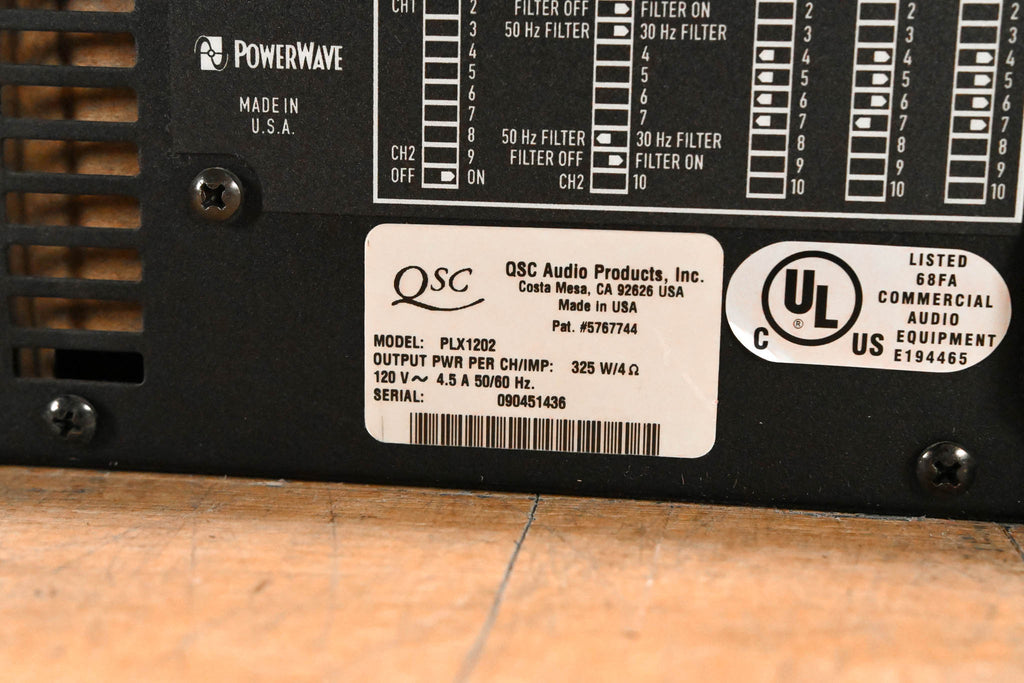 POWERWAVE
MADE IN
U.S.A.
CH1
2
3
4
5
6
7
8
CH2
9
OFF
ON
FILTER OFF
FILTER ON
50 Hz FILTER
30 Hz FILTER
4
5
6
7
50 Hz FILTER
30 Hz FILTER
FILTER OFF
FILTER ON
CH2
10
2
3
4
5
6
7
8
9
10
2
3
4
5
6
7
8
9
10
2
3
4
5
6
7
8
9
10
QSC
QSC Audio Products, Inc.
Costa Mesa, CA 92626 USA
Made in USA
Pat. #5767744
MODEL: PLX1202
OUTPUT PWR PER CH/IMP: 325 W/4 Ω
120 V～ 4.5 A 50/60 Hz.
SERIAL: 090451436
UL
®
C
US
LISTED
68FA
COMMERCIAL
AUDIO
EQUIPMENT
E194465